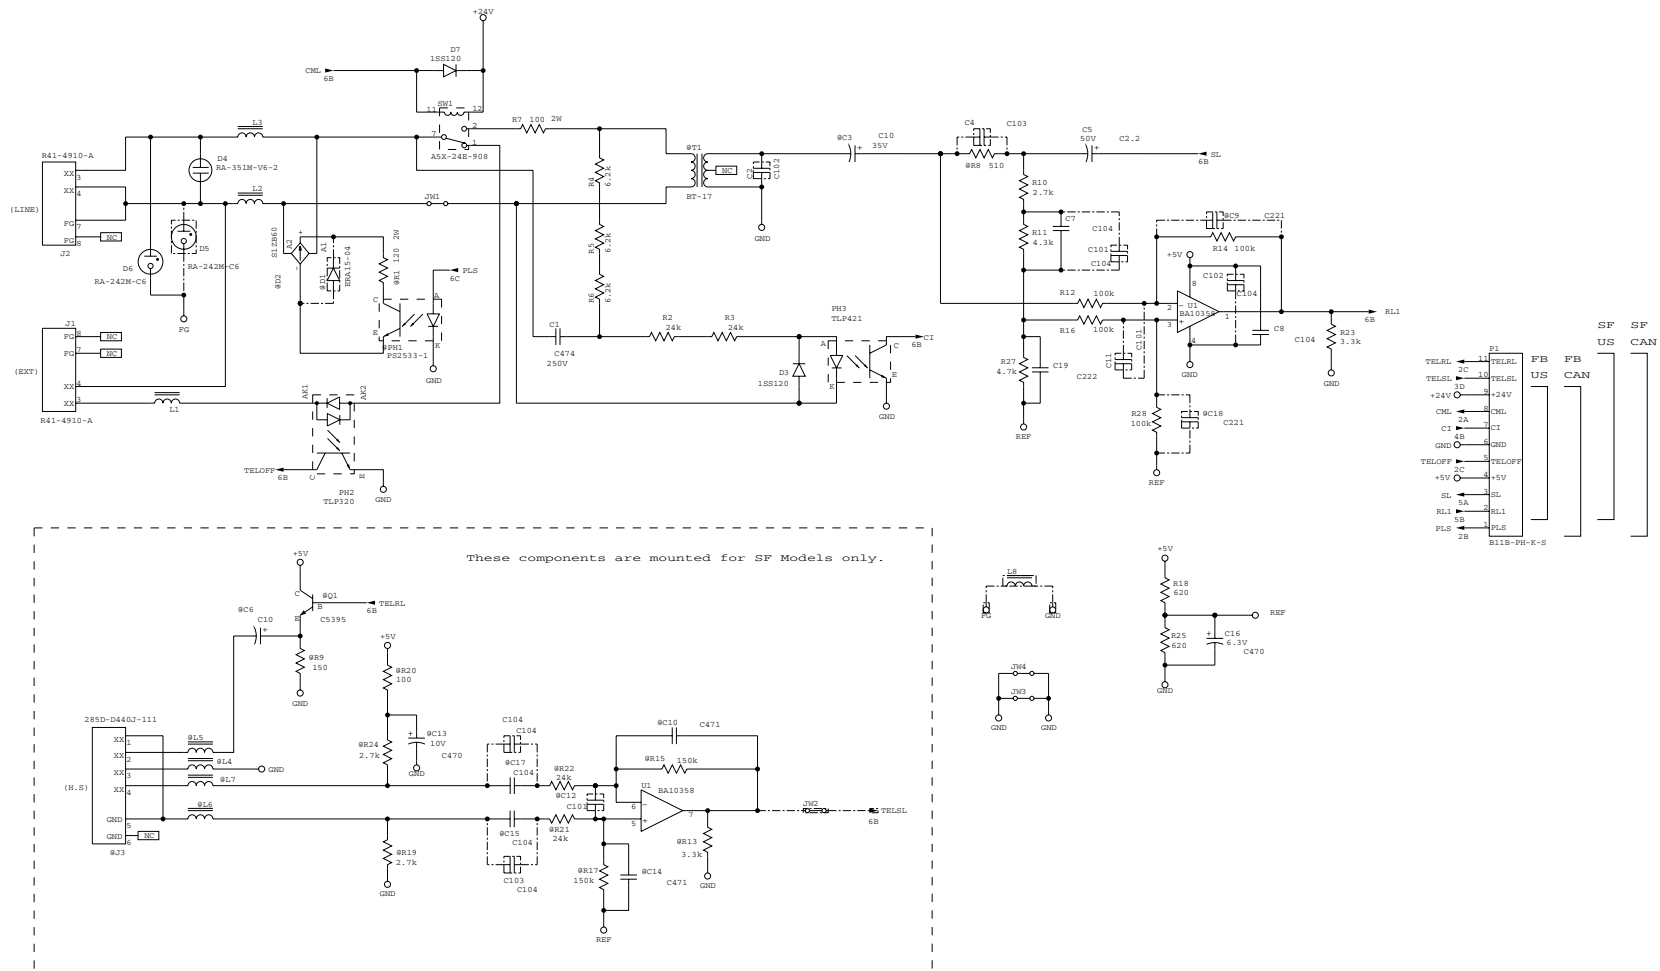 +24V
D7
1SS120
CML
6B
SW1
11
12
7
2
1
A5X-24E-908
R7 100 2W
L3
R41-4910-A
XX 3
XX 4
(LINE)
FG 7
FG 8
NC
J2
D4
RA-351M-V6-2
L2
JW1
D5
RA-242M-C6
D6
RA-242M-C6
FG
S1ZB60
A2
+
-
@D2
A1
@D1
ERA15-04
@R1 120 2W
PLS
6C
C
A
E
K
@PH1
PS2533-1
GND
J1
FG 8
NC
FG 7
NC
(EXT)
XX 4
XX 3
R41-4910-A
L1
AK1
AK2
TELOFF
6B
C
E
PH2
TLP320
GND
R4
6.2k
R5
6.2k
R6
6.2k
C1
C474
250V
R2
24k
R3
24k
@T1
NC
BT-17
C2
C102
GND
PH3
TLP421
A
C
K
E
D3
1SS120
CI
6B
GND
@C3
C10
35V
+
C4
C103
@R8 510
C5
50V
C2.2
+
SL
6B
R10
2.7k
R11
4.3k
C7
C104
C101
C104
R12
100k
R16
100k
R27
4.7k
C19
C222
REF
C11
C101
@C9
C221
R14 100k
+5V
C102
C104
8
2
3
4
1
−
+
U1
BA10358
C8
C104
GND
R28
100k
@C18
C221
REF
RL1
6B
R23
3.3k
GND
SF
US
SF
CAN
FB
US
FB
CAN
P1
TELRL 11 TELRL
2C
TELSL 10 TELSL
3D
+24V 9 +24V
CML 8 CML
2A
CI 7 CI
4B
GND 6 GND
TELOFF 5 TELOFF
2C
+5V 4 +5V
SL 3 SL
5A
RL1 2 RL1
5B
PLS 1 PLS
2B
B11B-PH-K-S
These components are mounted for SF Models only.
+5V
C
@Q1
B
E
C5395
TELRL
6B
@C6
C10
+
@R9
150
GND
+5V
@R20
100
@C13
10V
C470
+
GND
@R24
2.7k
285D-D440J-111
XX 1
XX 2
XX 3
XX 4
(H.S)
GND 5
GND 6
NC
@J3
@L5
@L4
GND
@L7
@L6
@R19
2.7k
GND
C104
C104
@C17
C104
@R22
24k
@C12
C101
@C15
C104
@R21
24k
C103
C104
@R17
150k
@C14
C471
REF
@C10
C471
@R15 150k
U1
BA10358
6
5
7
−
+
@R13
3.3k
GND
JW2
TELSL
6B
L8
FG
GND
JW4
JW3
GND
GND
+5V
R18
620
REF
R25
620
+
C16
6.3V
C470
GND